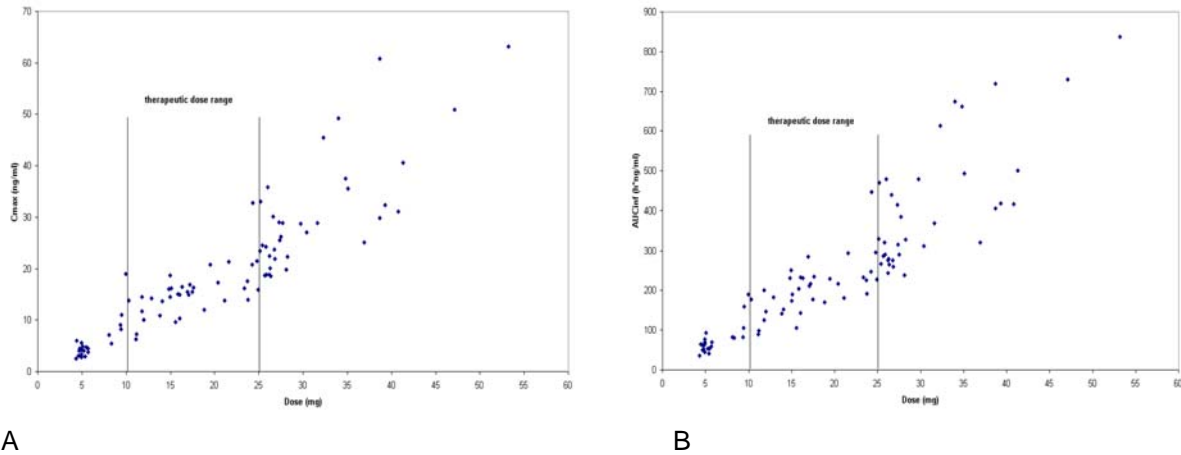 70
60
50
40
30
20
10
0
Cmax (ng/ml)
therapeutic dose range
0 5 10 15 20 25 30 35 40 45 50 55 60
Dose (mg)
A
900
800
700
600
500
400
300
200
100
0
AUCinf (h*ng/ml)
therapeutic dose range
0 5 10 15 20 25 30 35 40 45 50 55 60
Dose (mg)
B